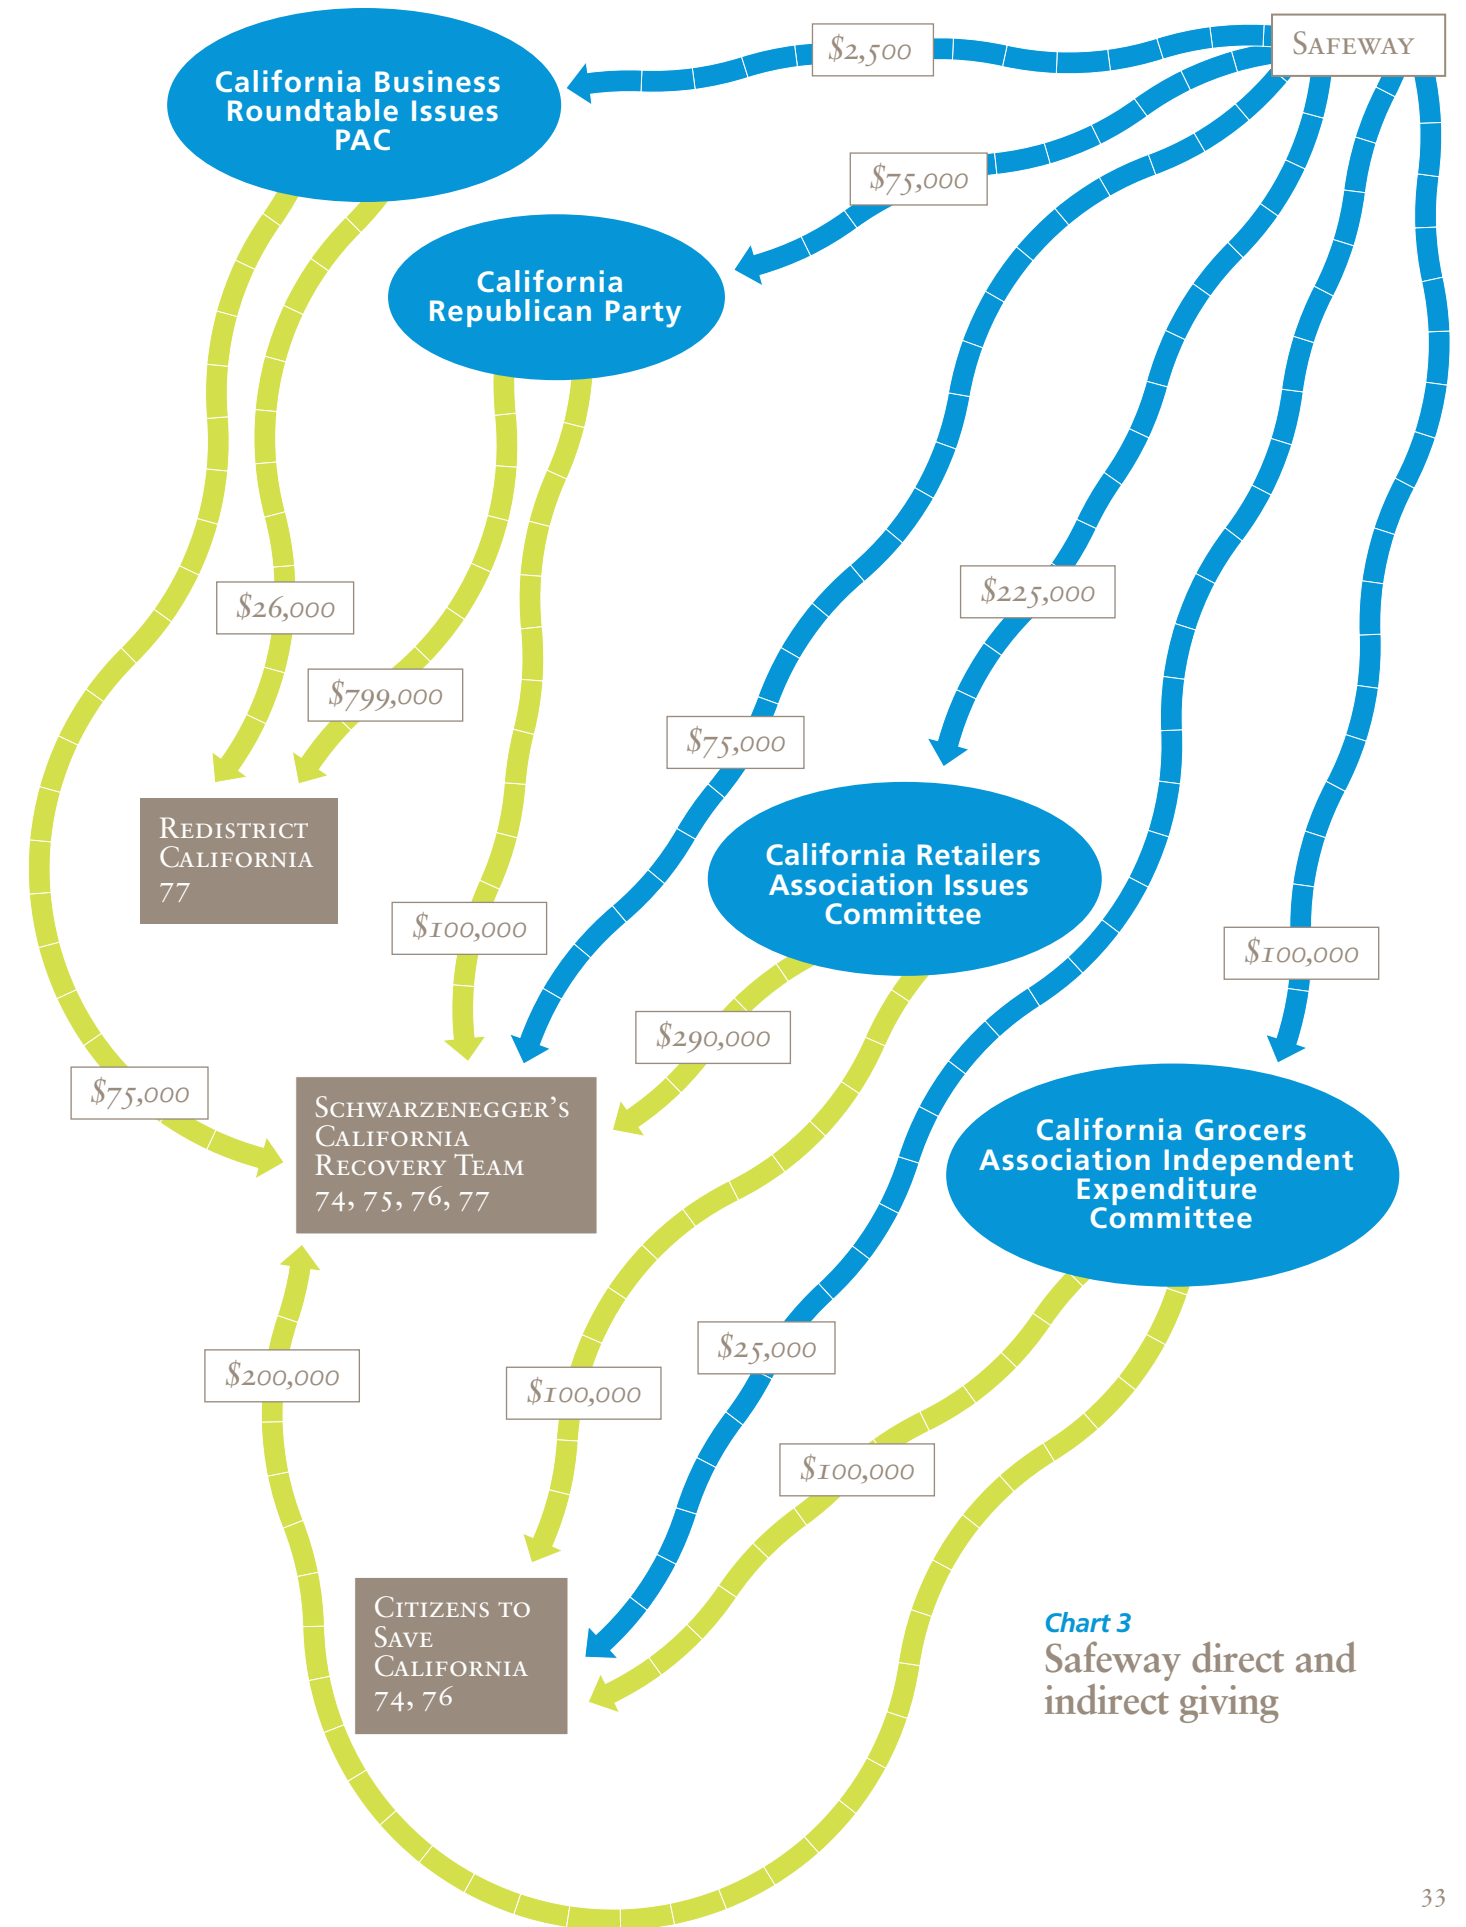 $2,500
Safeway
California Business
Roundtable Issues
PAC
$75,000
California
Republican Party
$26,000
$225,000
$799,000
$75,000
Redistrict
California
77
California Retailers
Association Issues
Committee
$100,000
$100,000
$290,000
$75,000
Schwarzenegger's
California
Recovery Team
74, 75, 76, 77
California Grocers
Association Independent
Expenditure
Committee
$200,000
$100,000
$25,000
$100,000
Citizens to
Save
California
74, 76
Chart 3
Safeway direct and
indirect giving
33